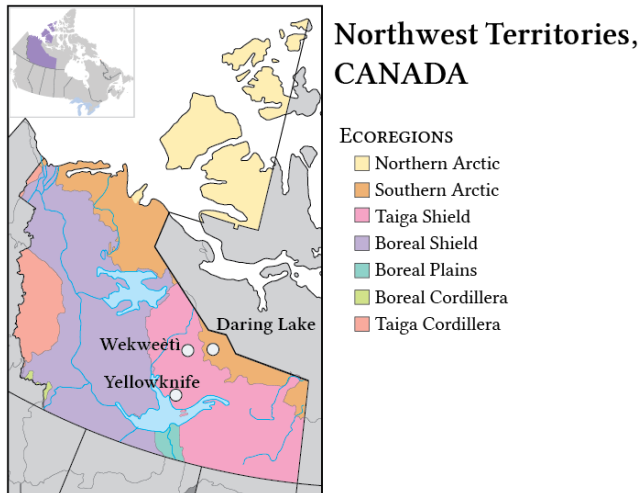 Northwest Territories,
CANADA
Ecoregions
Northern Arctic
Southern Arctic
Taiga Shield
Boreal Shield
Boreal Plains
Boreal Cordillera
Taiga Cordillera
Daring Lake
Wekweètì
Yellowknife